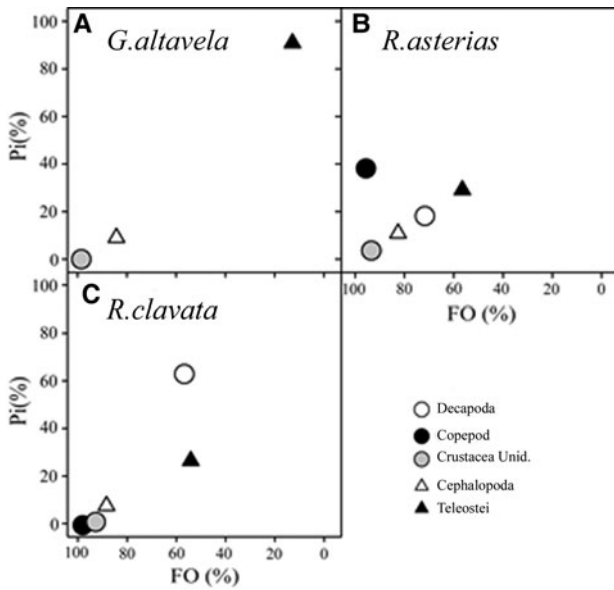 A G.altavela
B R.asterias
100
80
60
40
20
0
Pi(%)
100 80 60 40 20 0
FO (%)
C R.clavata
100
80
60
40
20
0
Pi(%)
100 80 60 40 20 0
FO (%)
Decapoda
Copepod
Crustacea Unid.
Cephalopoda
Teleostei